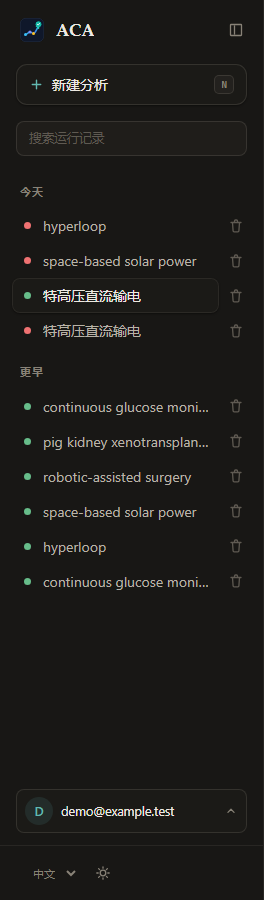 ACA
新建分析
N
搜索运行记录
今天
hyperloop
space-based solar power
特高压直流输电
特高压直流输电
更早
continuous glucose moni...
pig kidney xenotransplan...
robotic-assisted surgery
space-based solar power
hyperloop
continuous glucose moni...
D
demo@example.test
中文